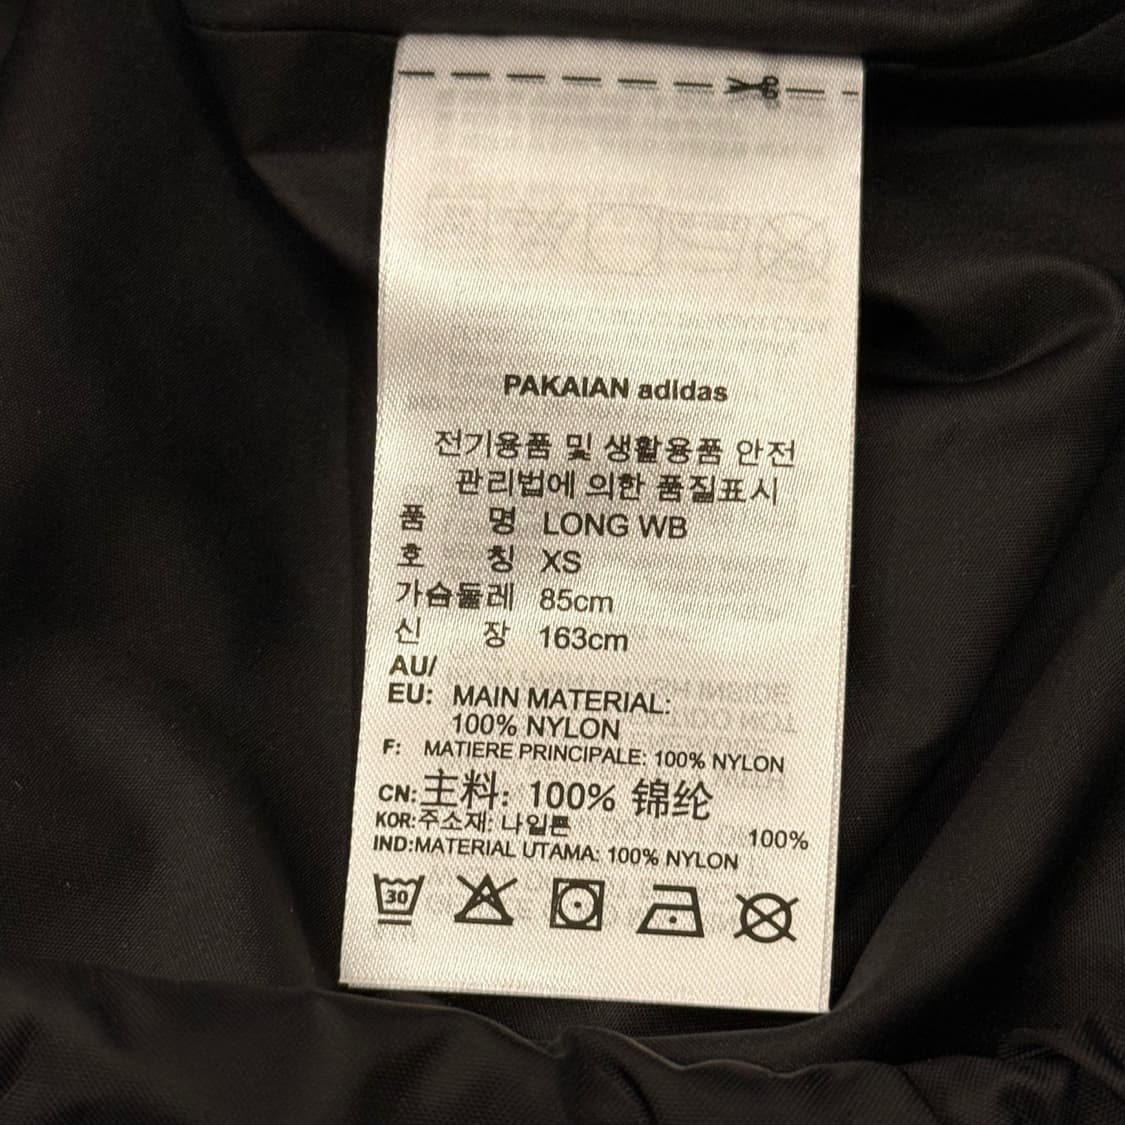 PAKAIAN adidas
전기용품 및 생활용품 안전
관리법에 의한 품질표시
품 명 LONG WB
호 칭 XS
가슴둘레 85cm
신 장 163cm
AU/
EU: MAIN MATERIAL:
100% NYLON
F: MATIERE PRINCIPALE: 100% NYLON
CN:主料: 100% 锦纶
KOR:주소재: 나일론 100%
IND:MATERIAL UTAMA: 100% NYLON
30